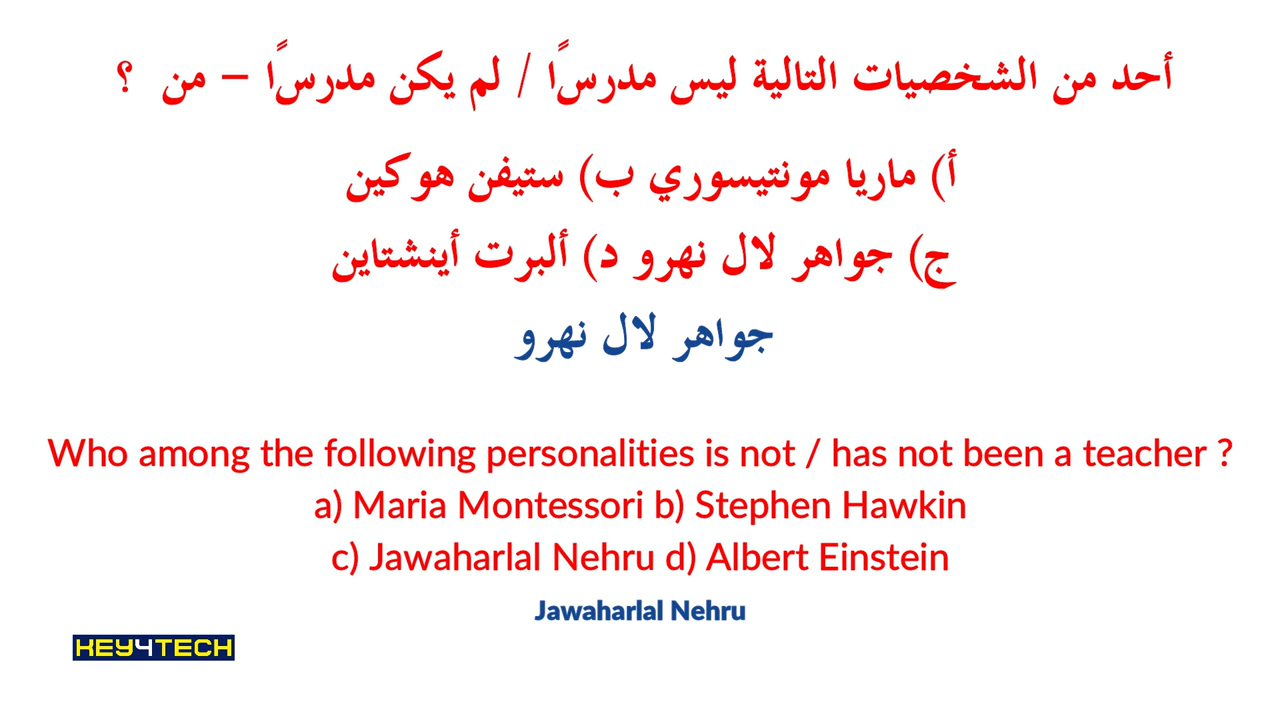 أحد من الشخصيات التالية ليس مدرسًا / لم يكن مدرسًا – من ؟
أ) ماريا مونتيسوري ب) ستيفن هوكين
ج) جواهر لال نهرو د) ألبرت أينشتاين
جواهر لال نهرو
Who among the following personalities is not / has not been a teacher ?
a) Maria Montessori b) Stephen Hawkin
c) Jawaharlal Nehru d) Albert Einstein
Jawaharlal Nehru
KEY4TECH